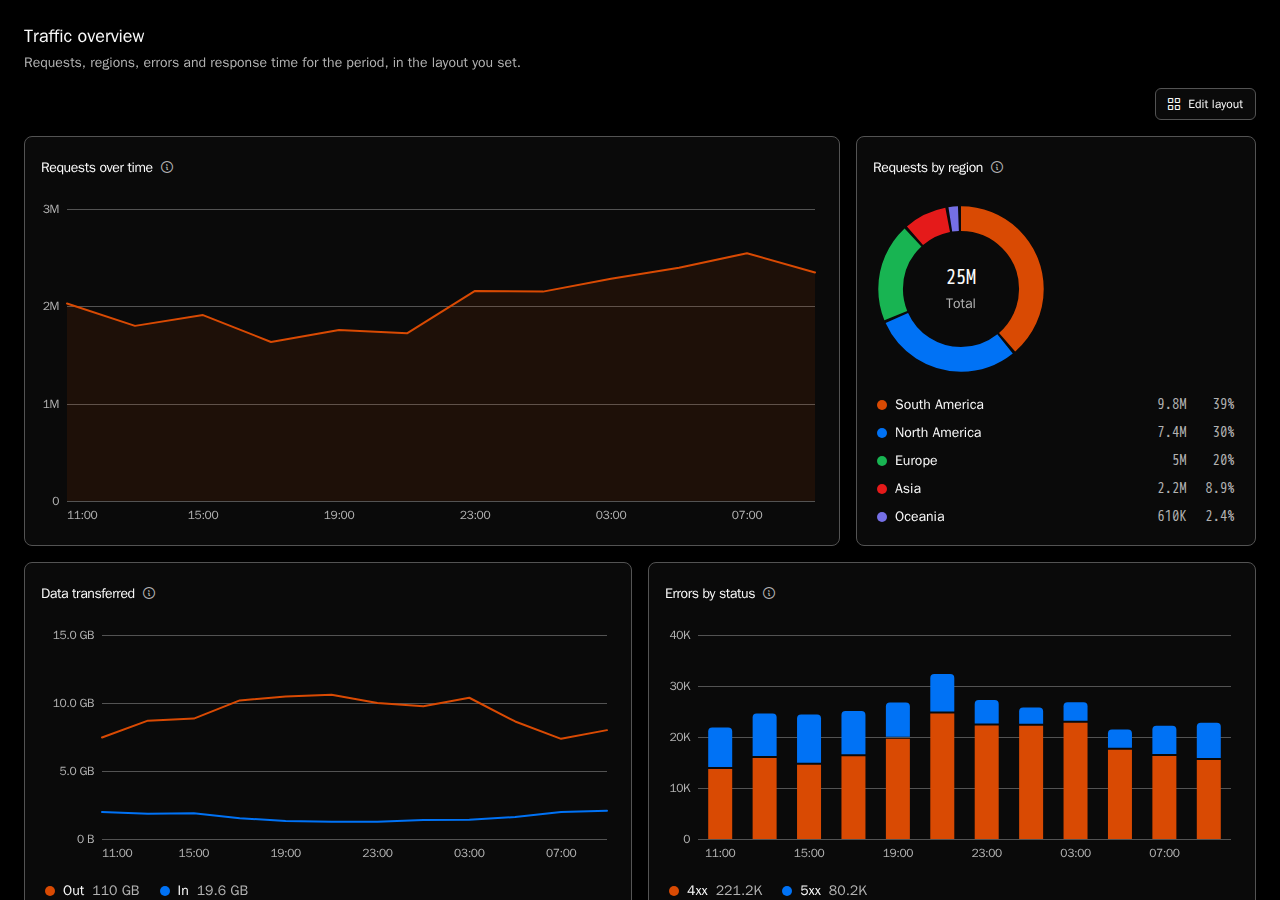 Traffic overview
Requests, regions, errors and response time for the period, in the layout you set.
Edit layout
Requests over time
3M
2M
1M
0
11:00 15:00 19:00 23:00 03:00 07:00
Requests by region
25M
Total
South America 9.8M 39%
North America 7.4M 30%
Europe 5M 20%
Asia 2.2M 8.9%
Oceania 610K 2.4%
Data transferred
15.0 GB
10.0 GB
5.0 GB
0 B
11:00 15:00 19:00 23:00 03:00 07:00
Out 110 GB In 19.6 GB
Errors by status
40K
30K
20K
10K
0
11:00 15:00 19:00 23:00 03:00 07:00
4xx 221.2K 5xx 80.2K